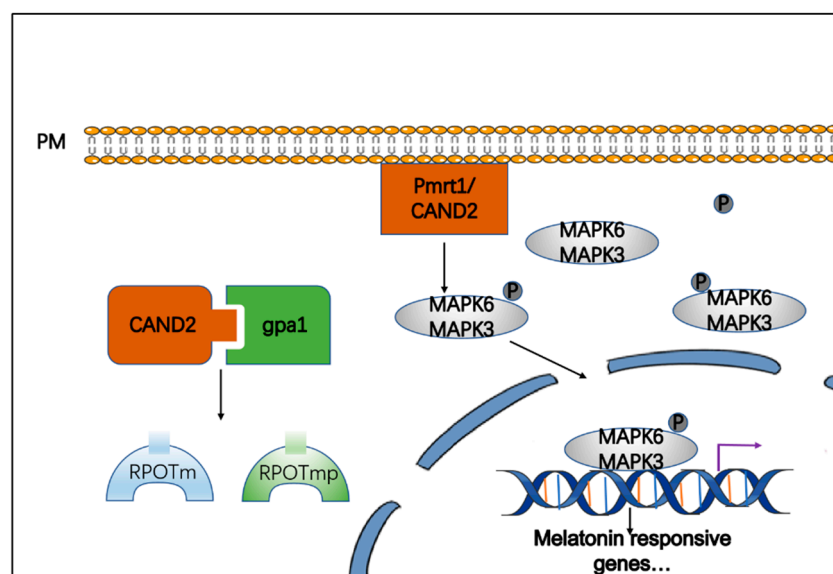 PM
Pmrt1/
CAND2
P
MAPK6
MAPK3
P
MAPK6
MAPK3
P
MAPK6
MAPK3
CAND2
gpa1
RPOTm
RPOTmp
P
MAPK6
MAPK3
Melatonin responsive
genes...